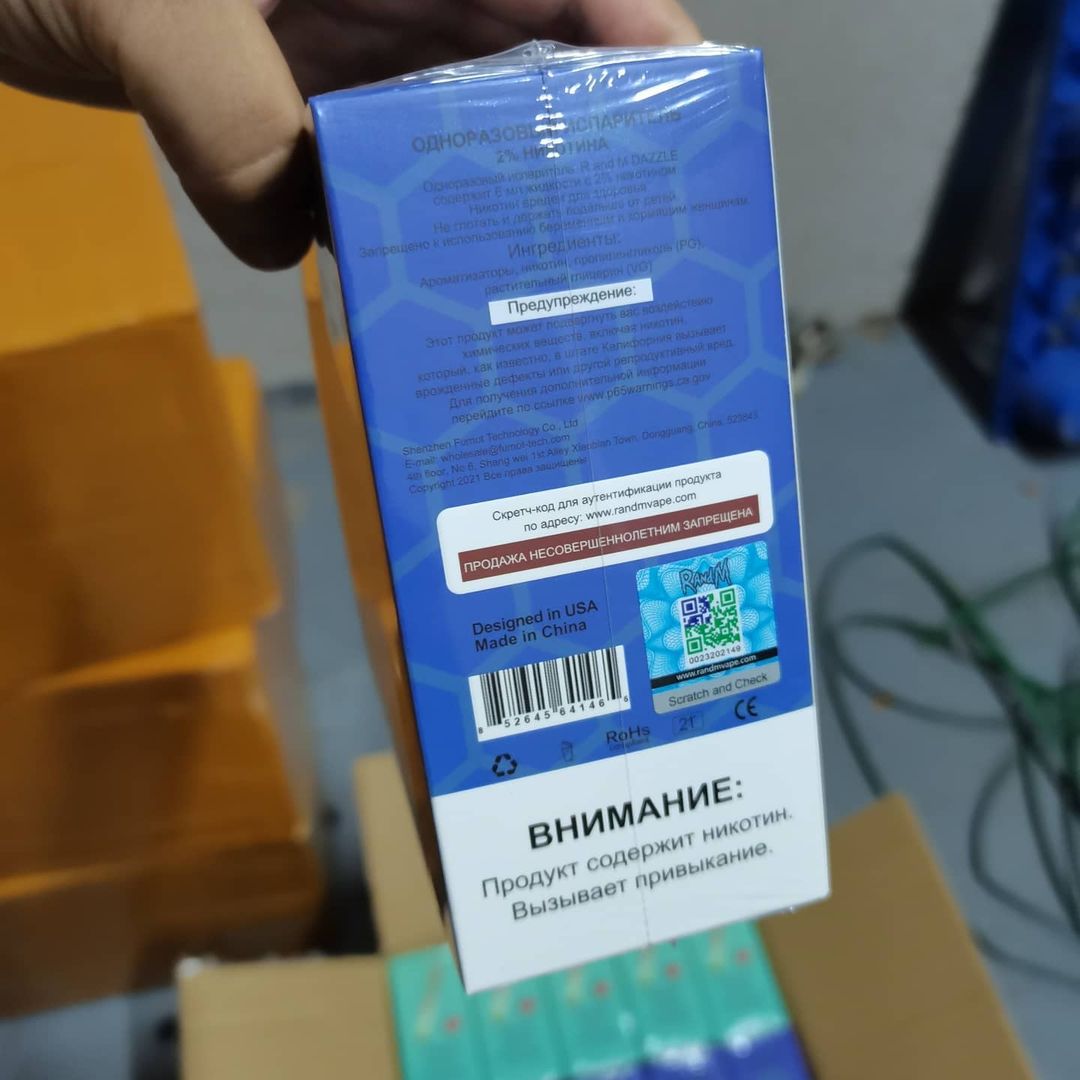 ОДНОРАЗОВЫЙ ИСПАРИТЕЛЬ
2% НИКОТИНА
Одноразовый испаритель R and M DAZZLE
содержит 6 мл жидкости с 2% никотином
Никотин вреден для здоровья
Не глотать и держать подальше от сетей
Запрещено к использованию беременным и кормящим женщинам.
Ингредиенты:
Ароматизаторы, никотин, пропиленгликоль (PG),
растительный глицерин (VG)
Предупреждение:
Этот продукт может подвергнуть вас воздействию
химических веществ, включая никотин,
который, как известно, в штате Калифорния вызывает
врожденные дефекты или другой репродуктивный вред
Для получения дополнительной информации
перейдите по ссылке www.p65warnings.ca.gov
Shenzhen Fumot Technology Co., Ltd
E-mail: wholesale@fumot-tech.com
4th floor, No 6, Shang wei 1st Alley Xiaobian Town, Dongguang, China, 523843
Copyright 2021 Все права защищены
Скретч-код для аутентификации продукта
по адресу: www.randmvape.com
ПРОДАЖА НЕСОВЕРШЕННОЛЕТНИМ ЗАПРЕЩЕНА
RandM
0023202149
www.randmvape.com
Scratch and Check
Designed in USA
Made in China
8 52645 64146 6
RoHs
21
CE
ВНИМАНИЕ:
Продукт содержит никотин.
Вызывает привыкание.